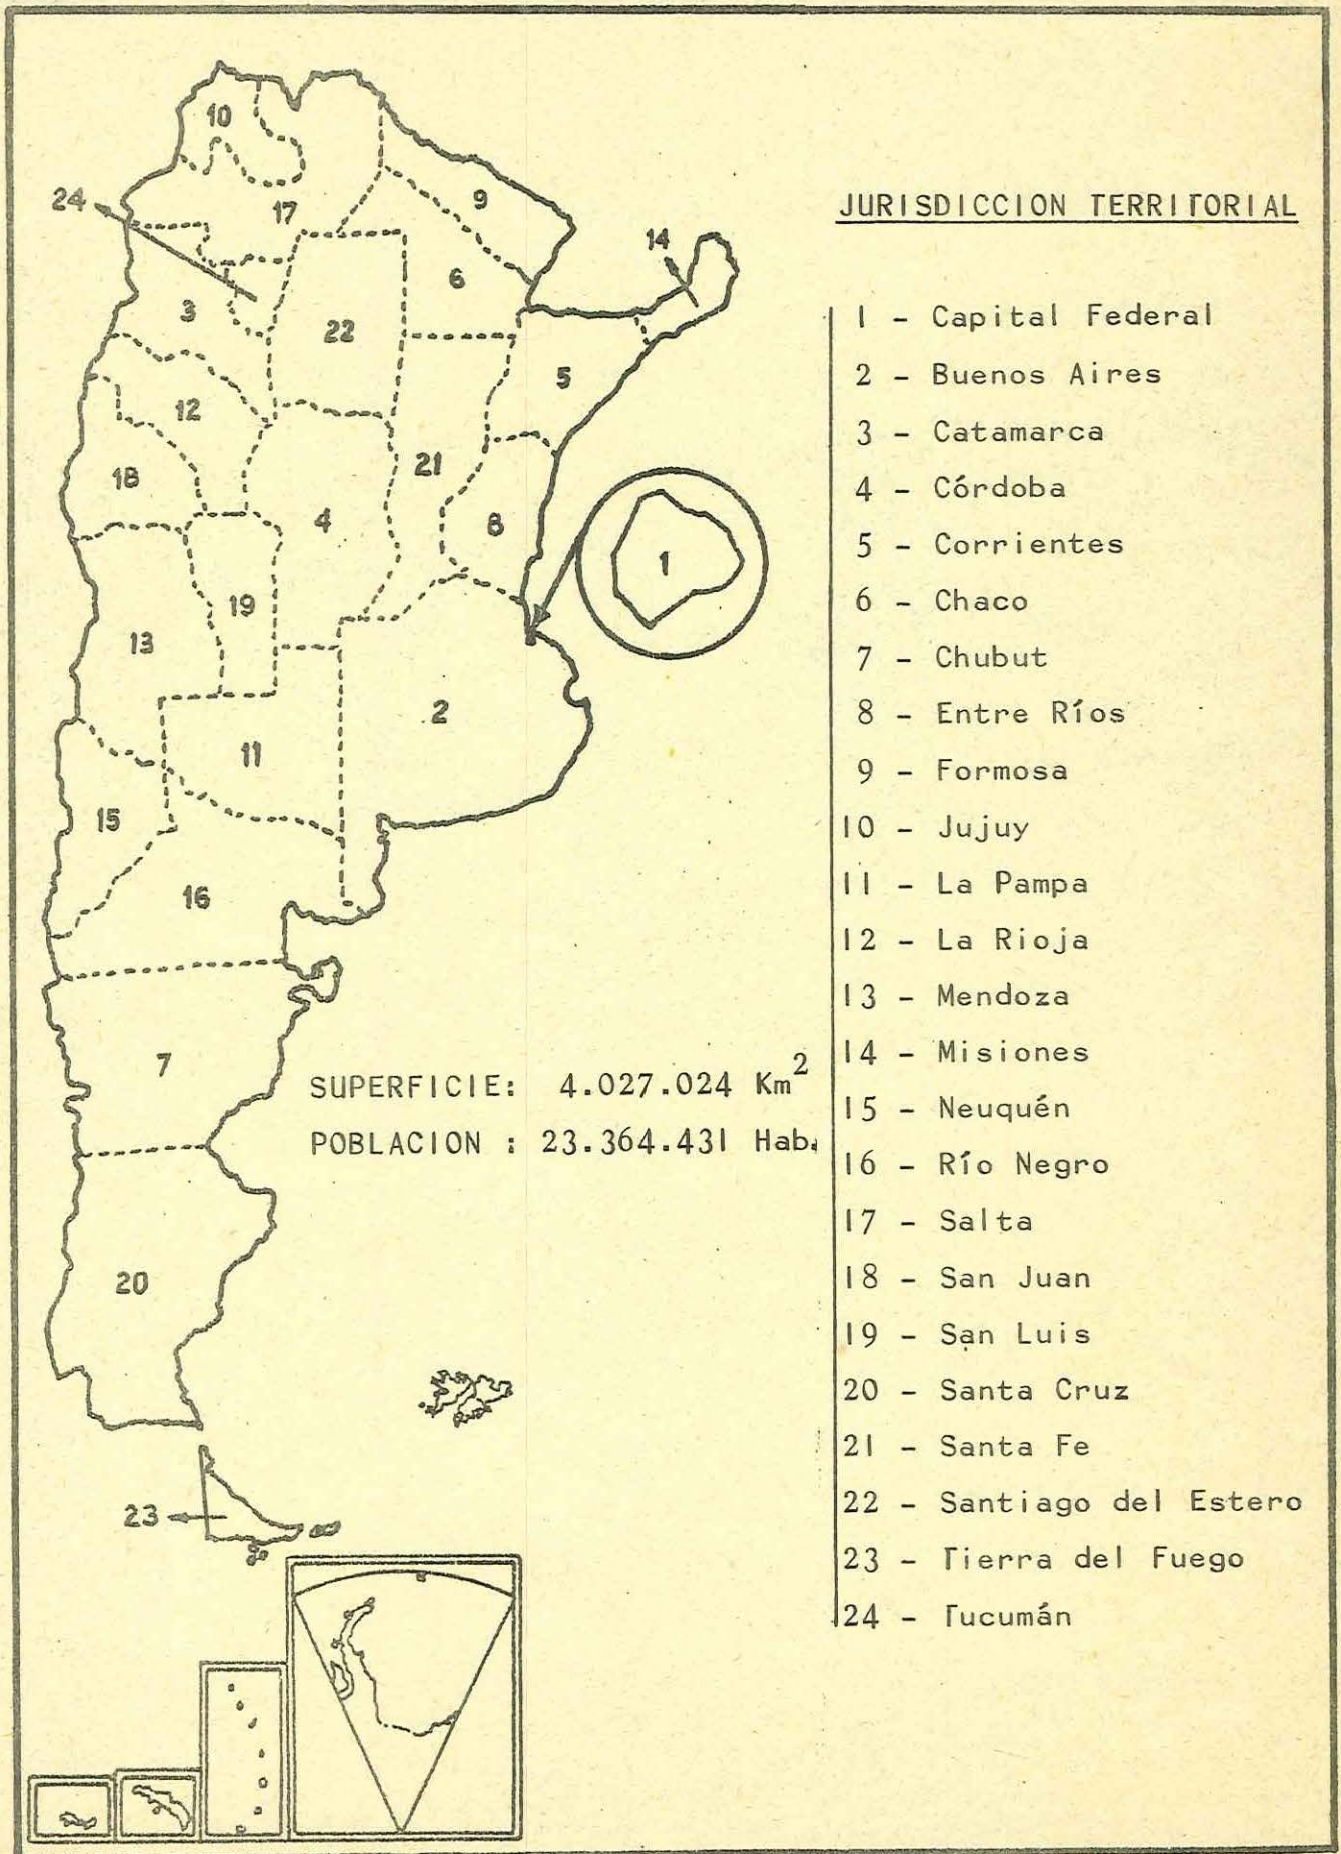 JURISDICCION TERRITORIAL
1 - Capital Federal
2 - Buenos Aires
3 - Catamarca
4 - Córdoba
5 - Corrientes
6 - Chaco
7 - Chubut
8 - Entre Ríos
9 - Formosa
10 - Jujuy
11 - La Pampa
12 - La Rioja
13 - Mendoza
14 - Misiones
15 - Neuquén
16 - Río Negro
17 - Salta
18 - San Juan
19 - San Luis
20 - Santa Cruz
21 - Santa Fe
22 - Santiago del Estero
23 - Tierra del Fuego
24 - Tucumán
SUPERFICIE: 4.027.024 Km²
POBLACION : 23.364.431 Hab.
10
24
17
9
14
3
22
6
12
5
18
21
4
8
1
19
13
2
11
15
16
7
20
23